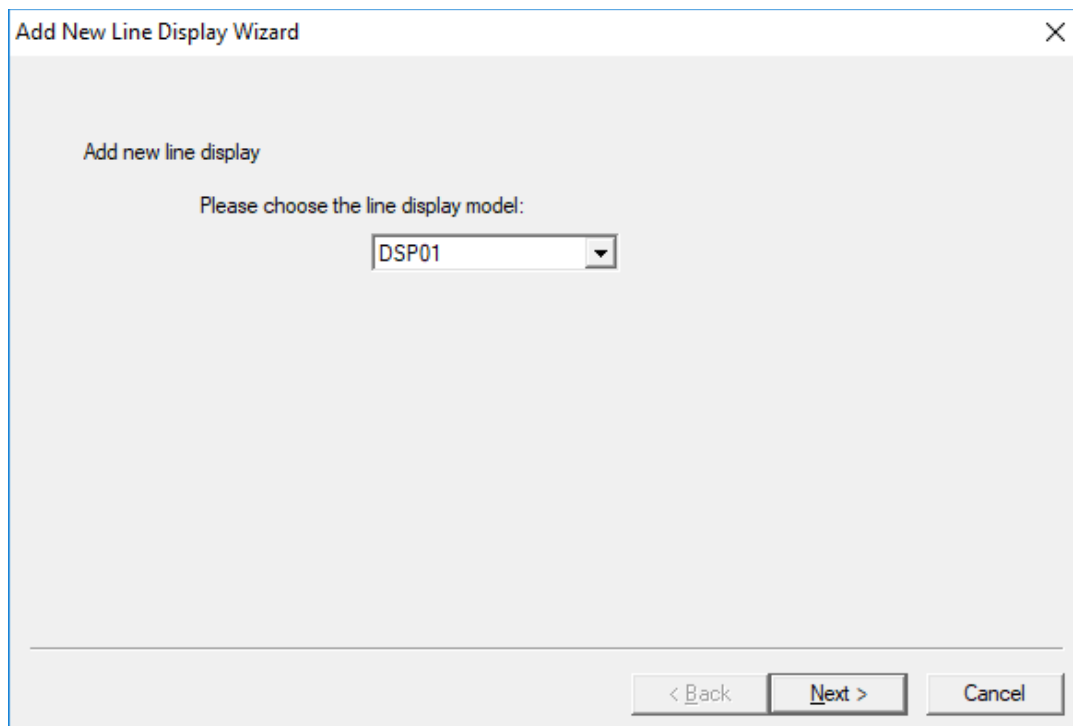 Add New Line Display Wizard
Add new line display
Please choose the line display model:
DSP01
< Back Next > Cancel